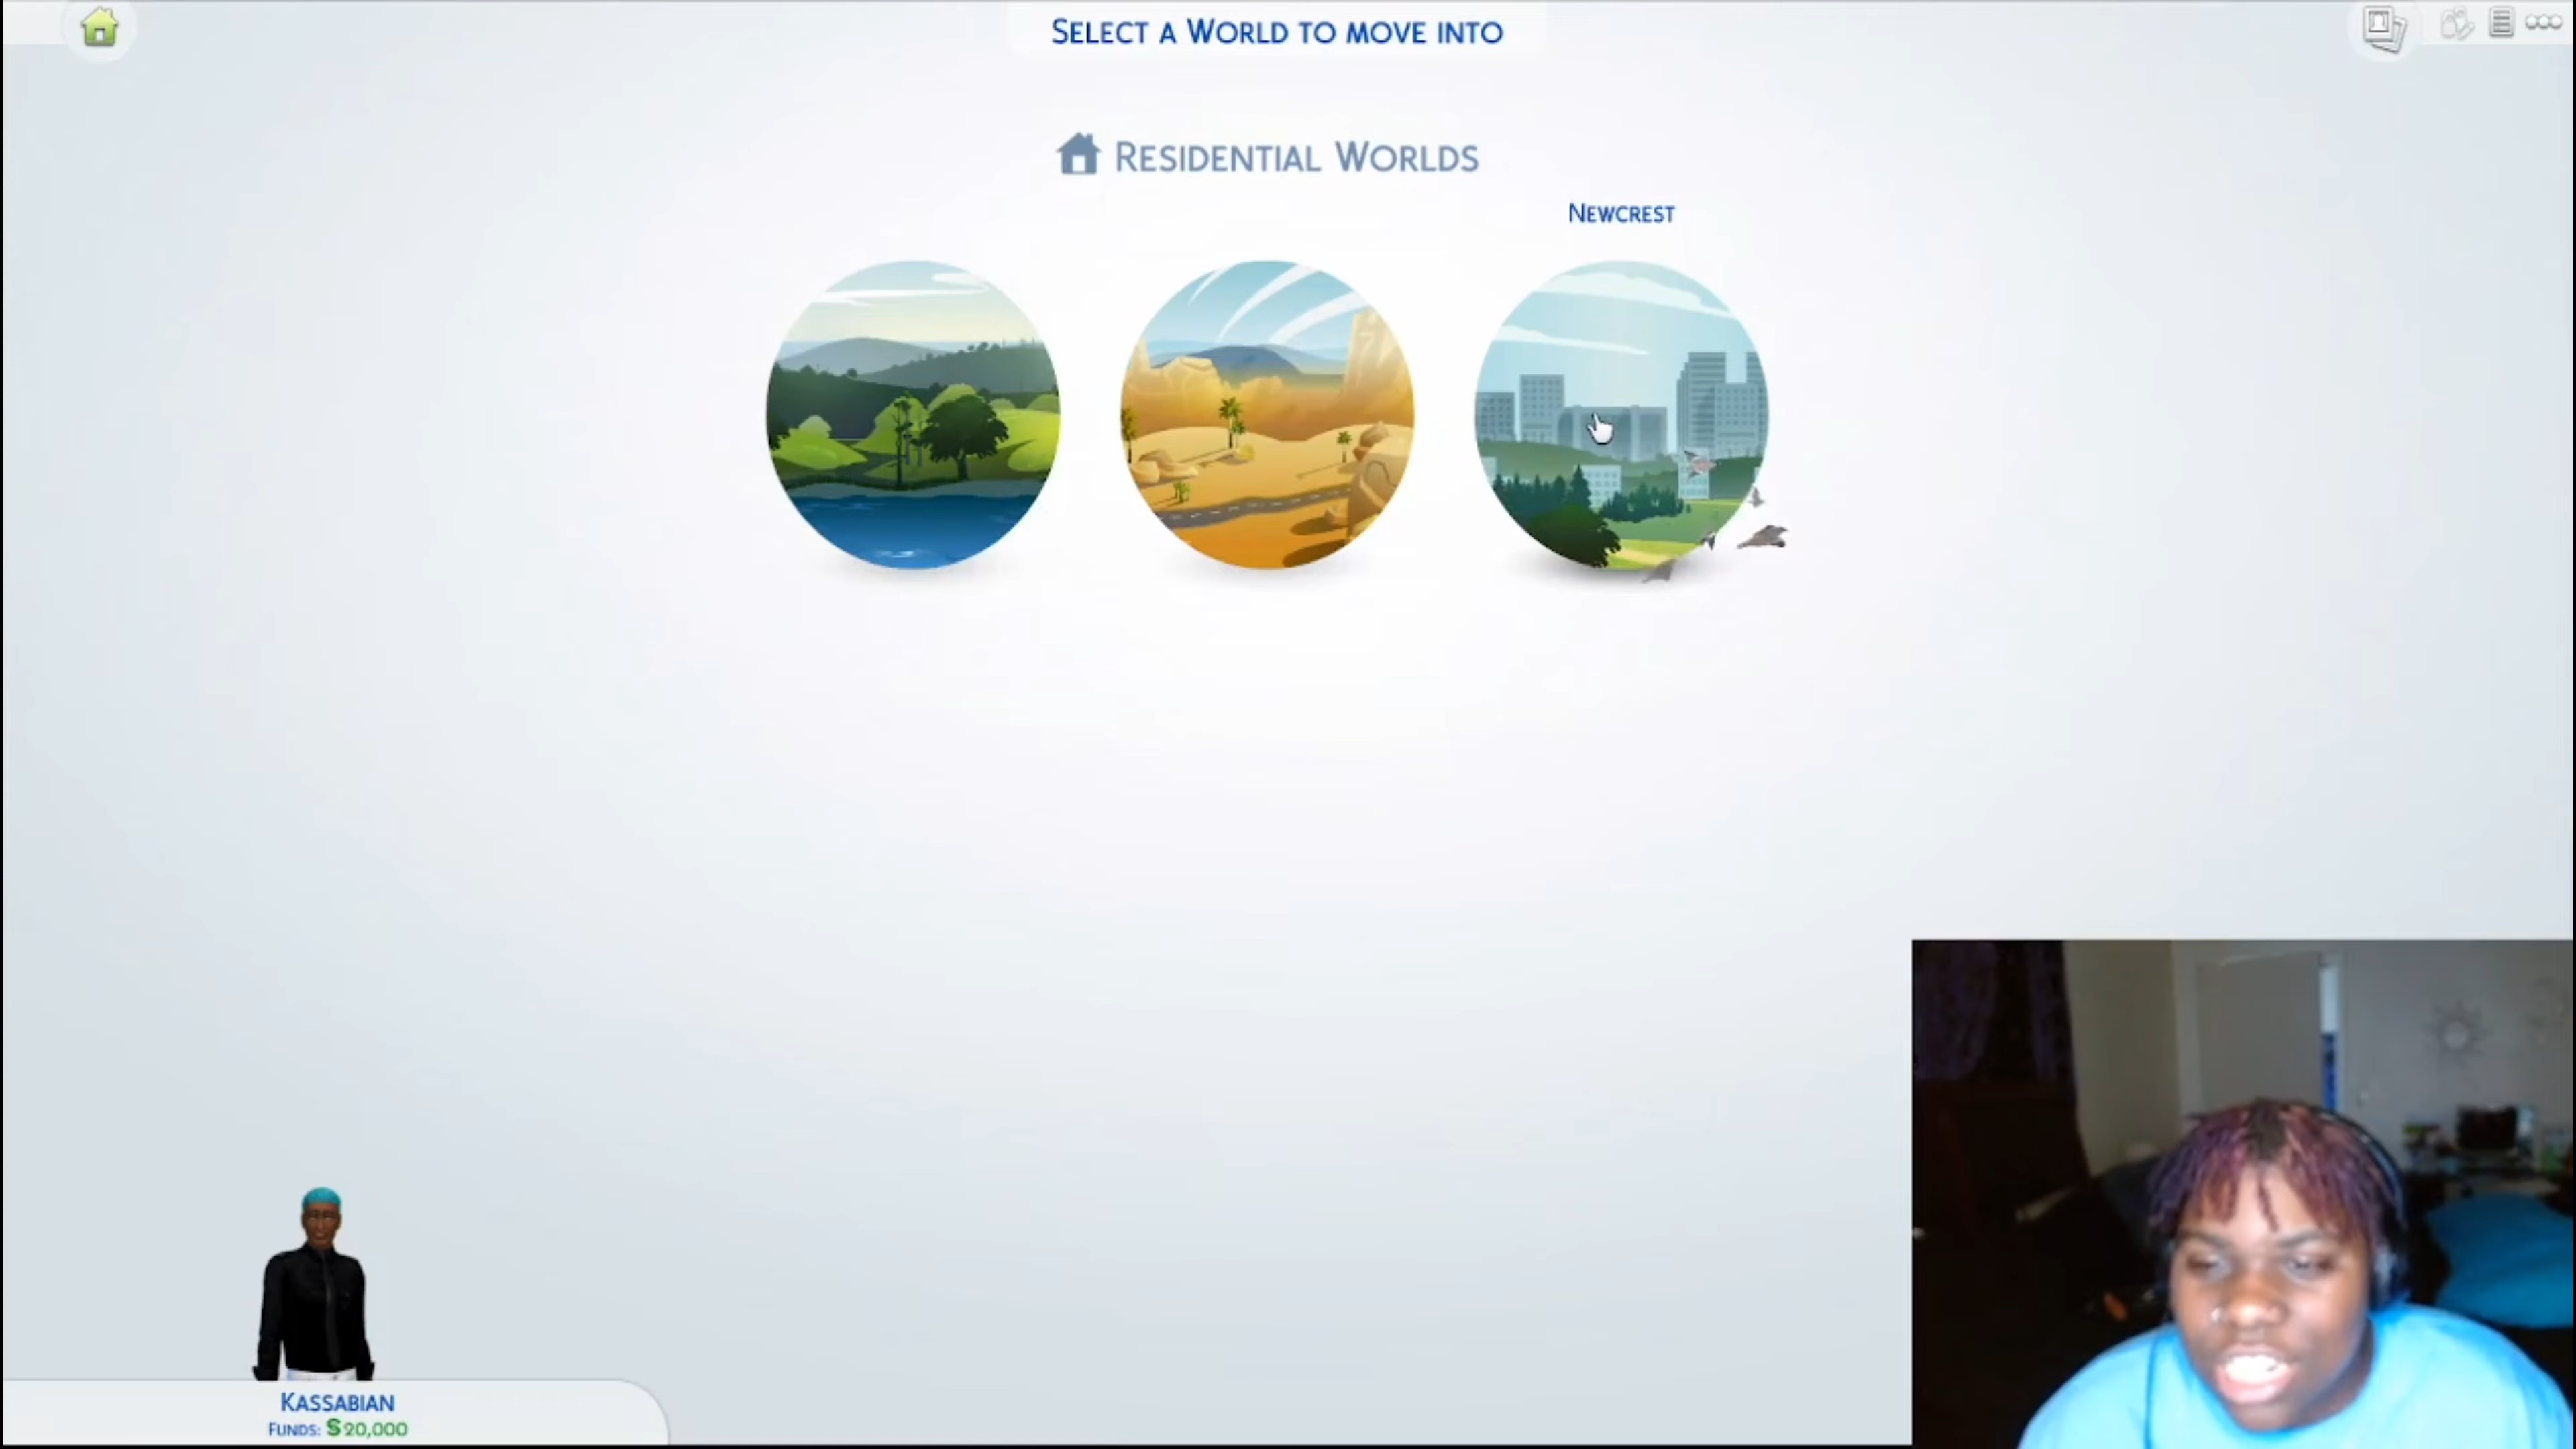 Select a World to move into
Residential Worlds
Newcrest
Kassabian
Funds: §20,000